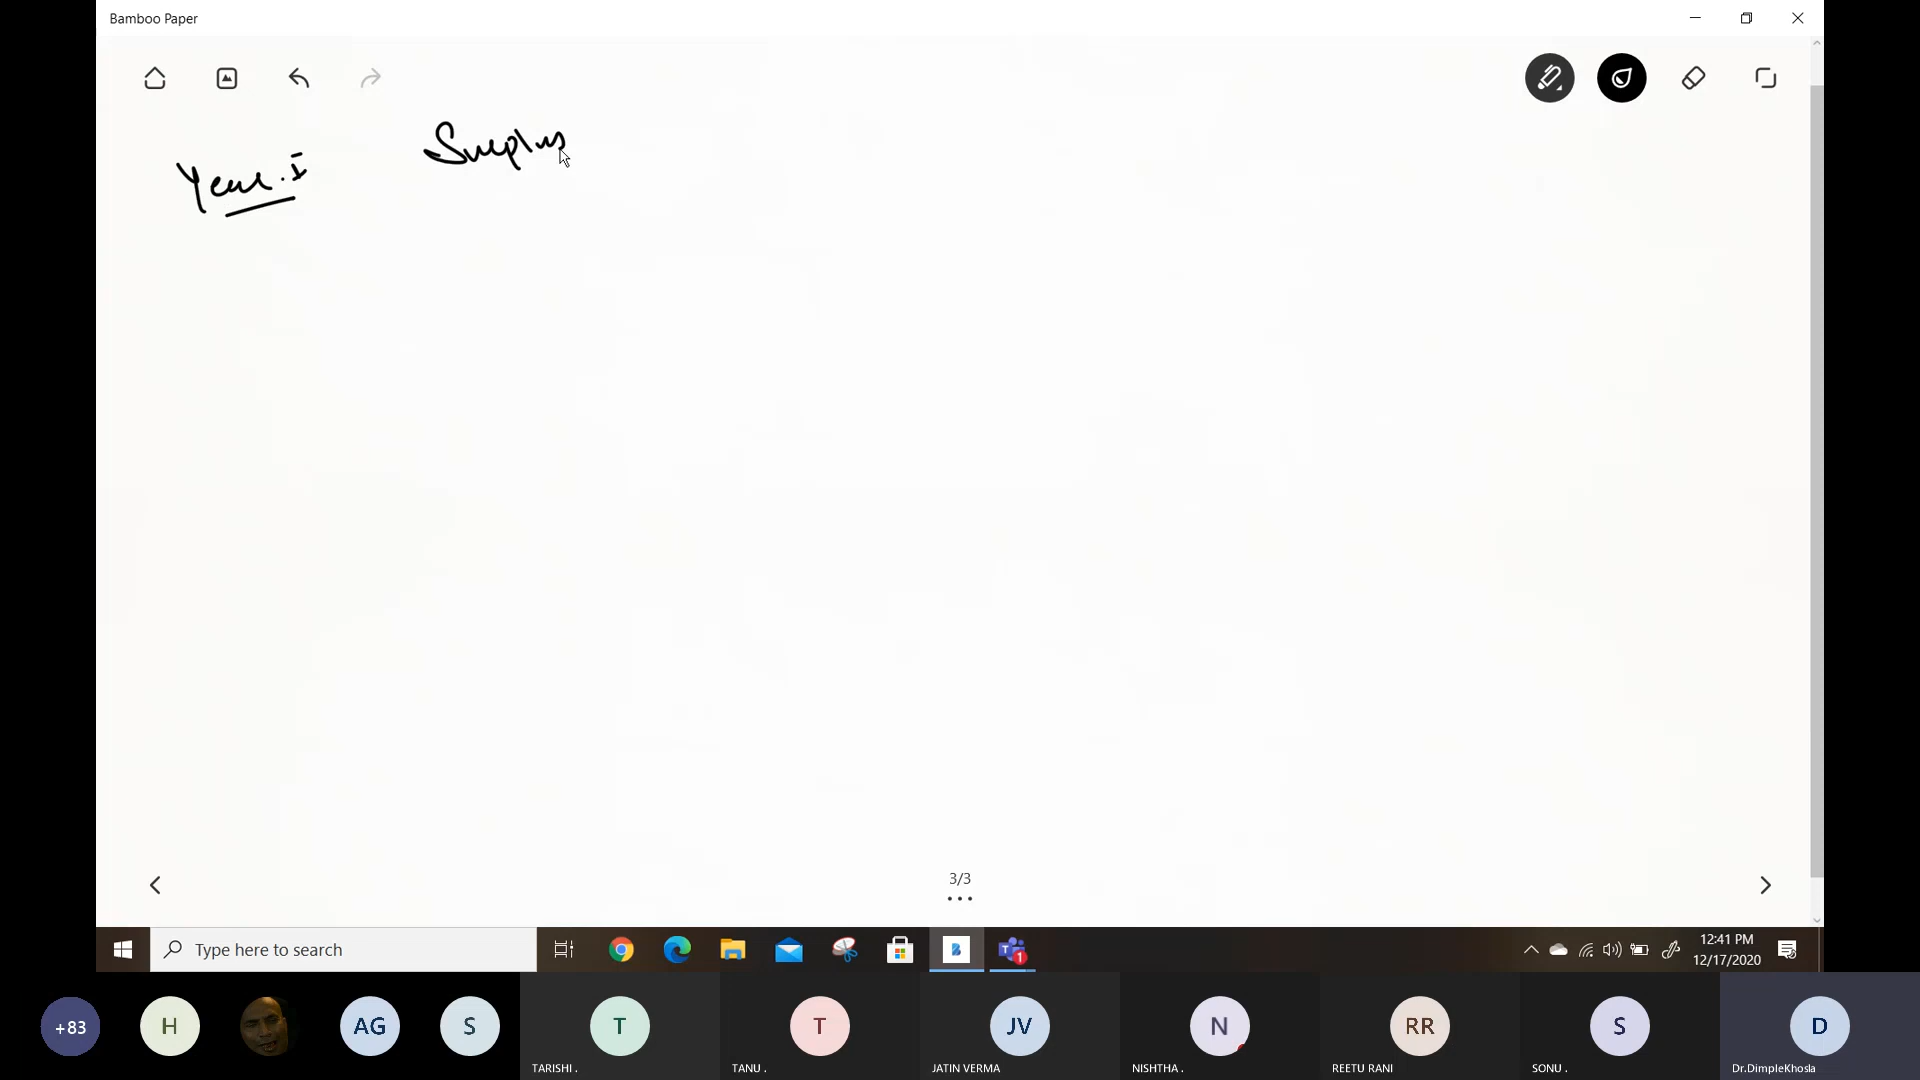 Bamboo Paper
Surplus
Year. I
3/3
Type here to search
B
T
1
12:41 PM
12/17/2020
+83
H
AG
S
T
TARISHI .
T
TANU .
JV
JATIN VERMA
N
NISHTHA .
RR
REETU RANI
S
SONU .
D
Dr.DimpleKhosla